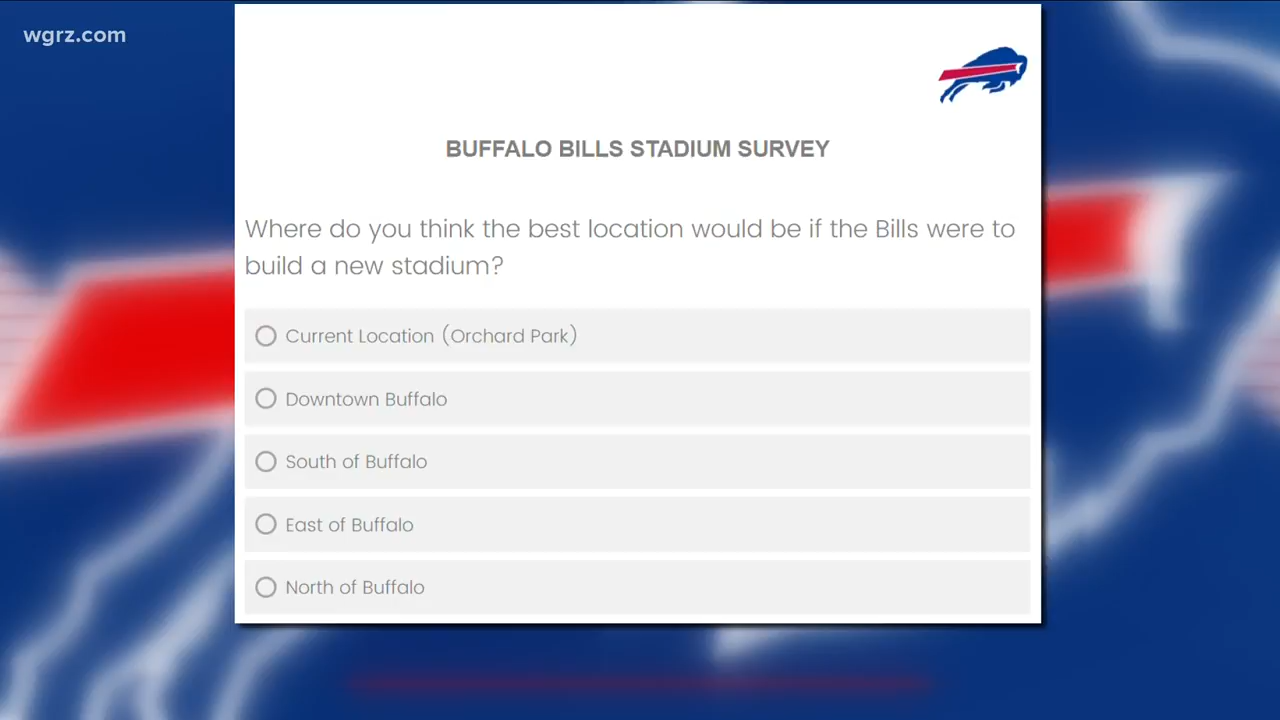 wgrz.com
BUFFALO BILLS STADIUM SURVEY
Where do you think the best location would be if the Bills were to
build a new stadium?
Current Location (Orchard Park)
Downtown Buffalo
South of Buffalo
East of Buffalo
North of Buffalo